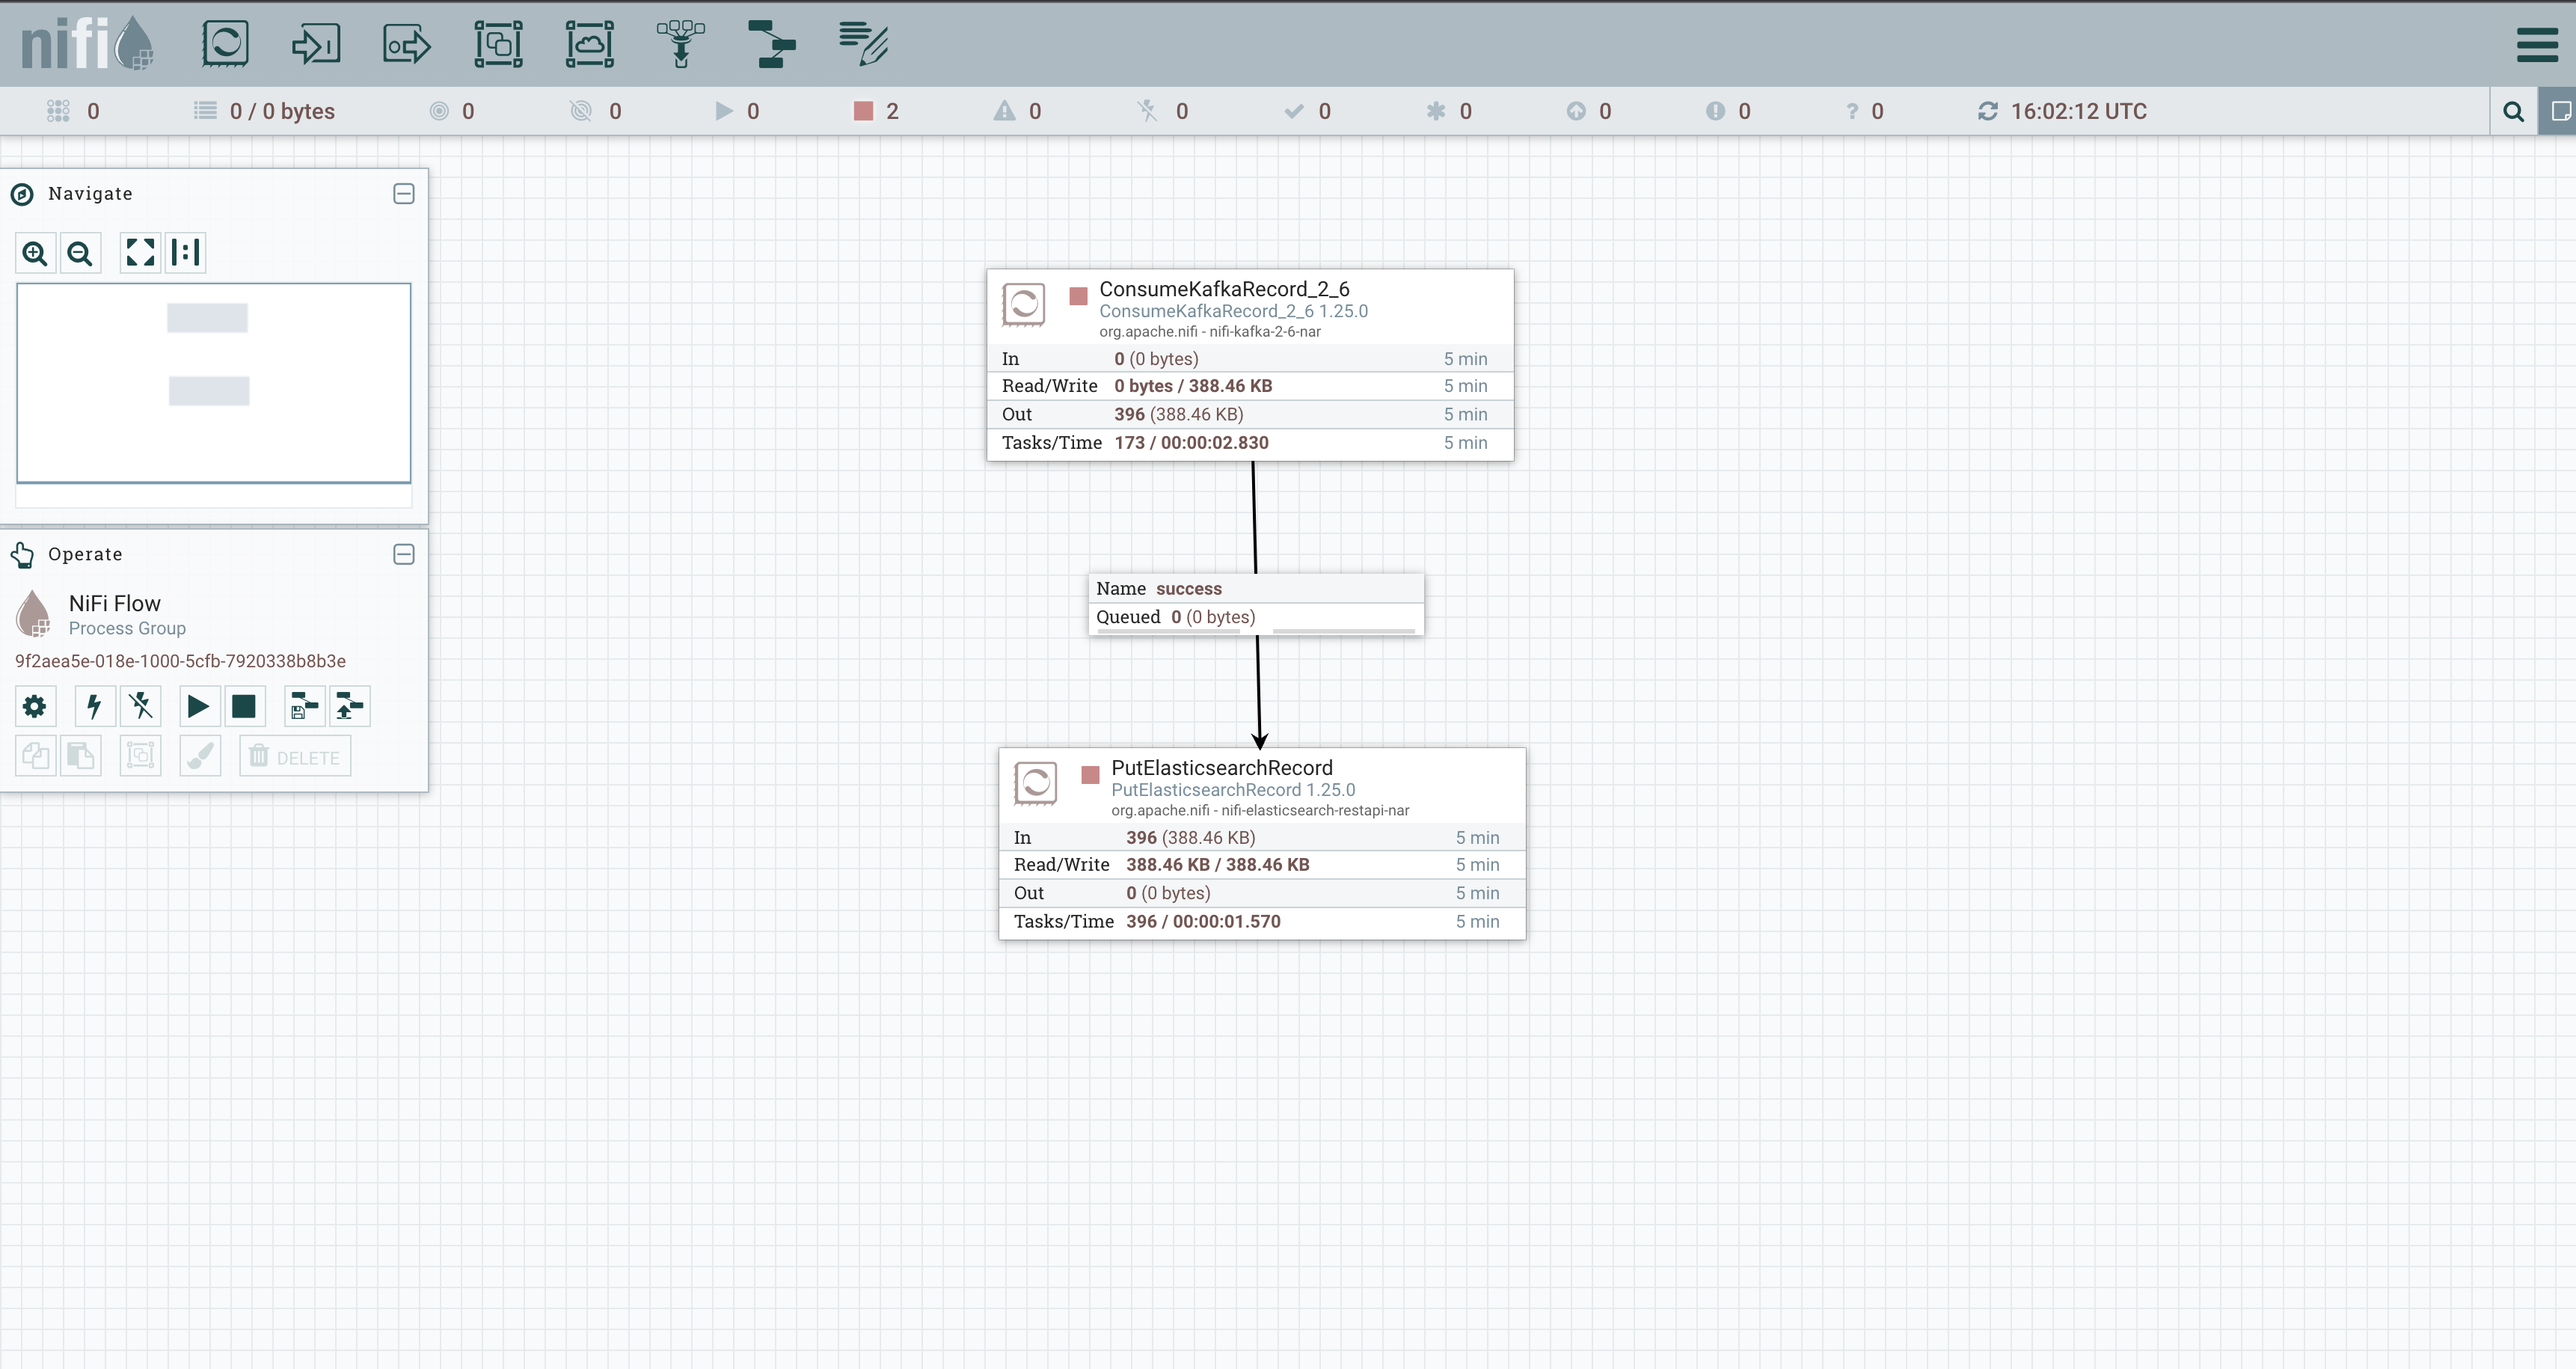 nifi
0 0 / 0 bytes 0 0 0 2 0 0 0 0 0 0 ? 0 16:02:12 UTC
Navigate
ConsumeKafkaRecord_2_6
ConsumeKafkaRecord_2_6 1.25.0
org.apache.nifi - nifi-kafka-2-6-nar
In 0 (0 bytes) 5 min
Read/Write 0 bytes / 388.46 KB 5 min
Out 396 (388.46 KB) 5 min
Tasks/Time 173 / 00:00:02.830 5 min
Operate
NiFi Flow
Process Group
9f2aea5e-018e-1000-5cfb-7920338b8b3e
DELETE
Name success
Queued 0 (0 bytes)
PutElasticsearchRecord
PutElasticsearchRecord 1.25.0
org.apache.nifi - nifi-elasticsearch-restapi-nar
In 396 (388.46 KB) 5 min
Read/Write 388.46 KB / 388.46 KB 5 min
Out 0 (0 bytes) 5 min
Tasks/Time 396 / 00:00:01.570 5 min